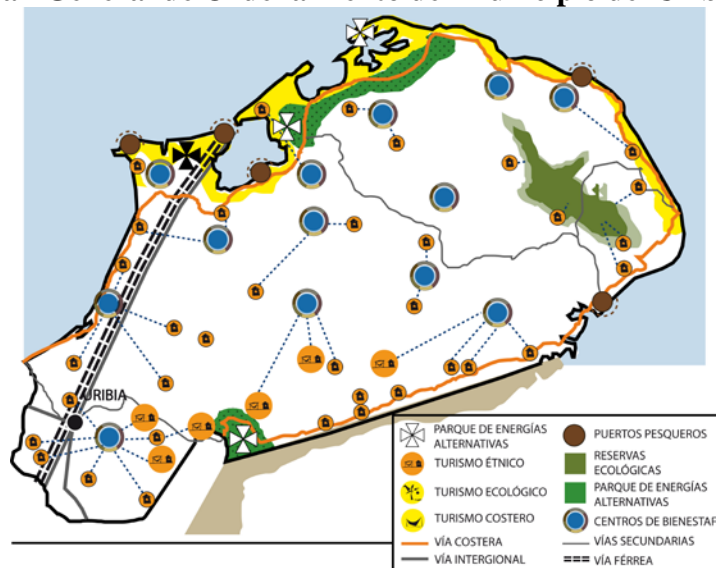 URIBIA
PARQUE DE ENERGÍAS
ALTERNATIVAS
TURISMO ÉTNICO
TURISMO ECOLÓGICO
TURISMO COSTERO
VÍA COSTERA
VÍA INTERGIONAL
PUERTOS PESQUEROS
RESERVAS
ECOLÓGICAS
PARQUE DE ENERGÍAS
ALTERNATIVAS
CENTROS DE BIENESTAR
VÍAS SECUNDARIAS
VÍA FÉRREA